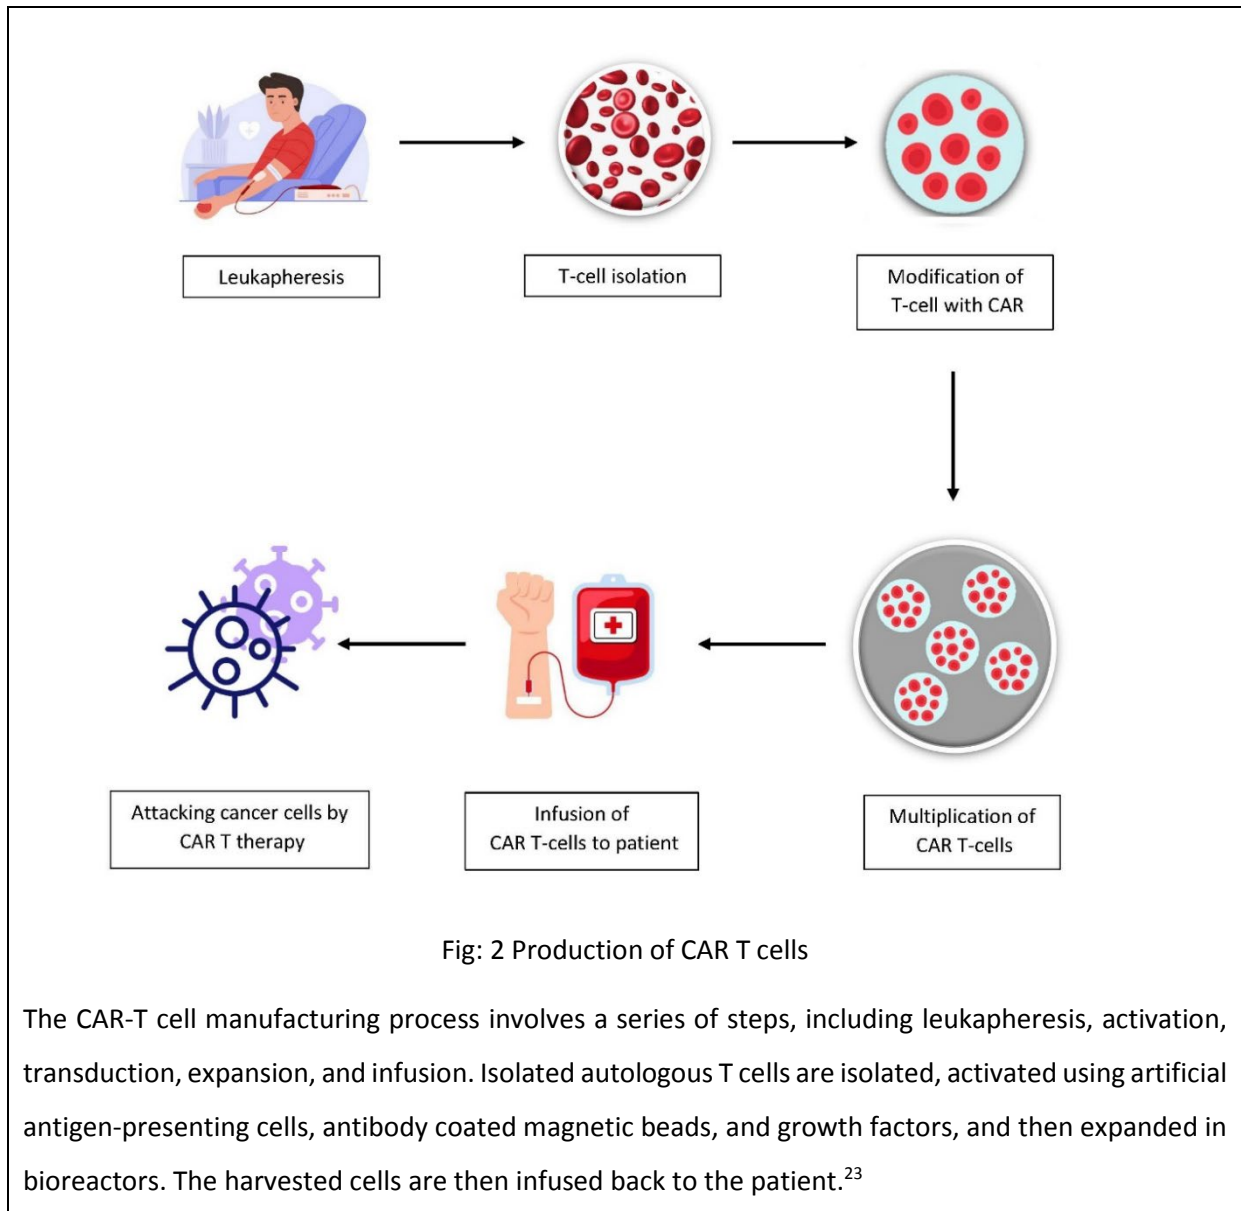 Leukapheresis
T-cell isolation
Modification of
T-cell with CAR
Attacking cancer cells by
CAR T therapy
Infusion of
CAR T-cells to patient
Multiplication of
CAR T-cells
Fig: 2 Production of CAR T cells
The CAR-T cell manufacturing process involves a series of steps, including leukapheresis, activation,
transduction, expansion, and infusion. Isolated autologous T cells are isolated, activated using artificial
antigen-presenting cells, antibody coated magnetic beads, and growth factors, and then expanded in
bioreactors. The harvested cells are then infused back to the patient.²³